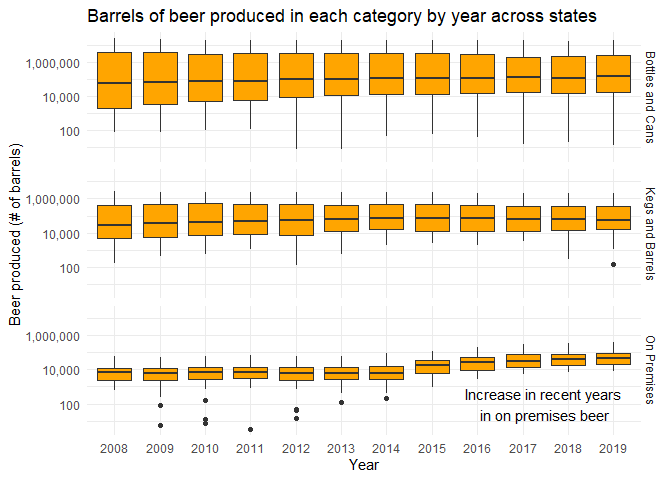 Barrels of beer produced in each category by year across states
Beer produced (# of barrels)
1,000,000
10,000
100
Bottles and Cans
1,000,000
10,000
100
Kegs and Barrels
1,000,000
10,000
100
On Premises
Increase in recent years
in on premises beer
2008 2009 2010 2011 2012 2013 2014 2015 2016 2017 2018 2019
Year